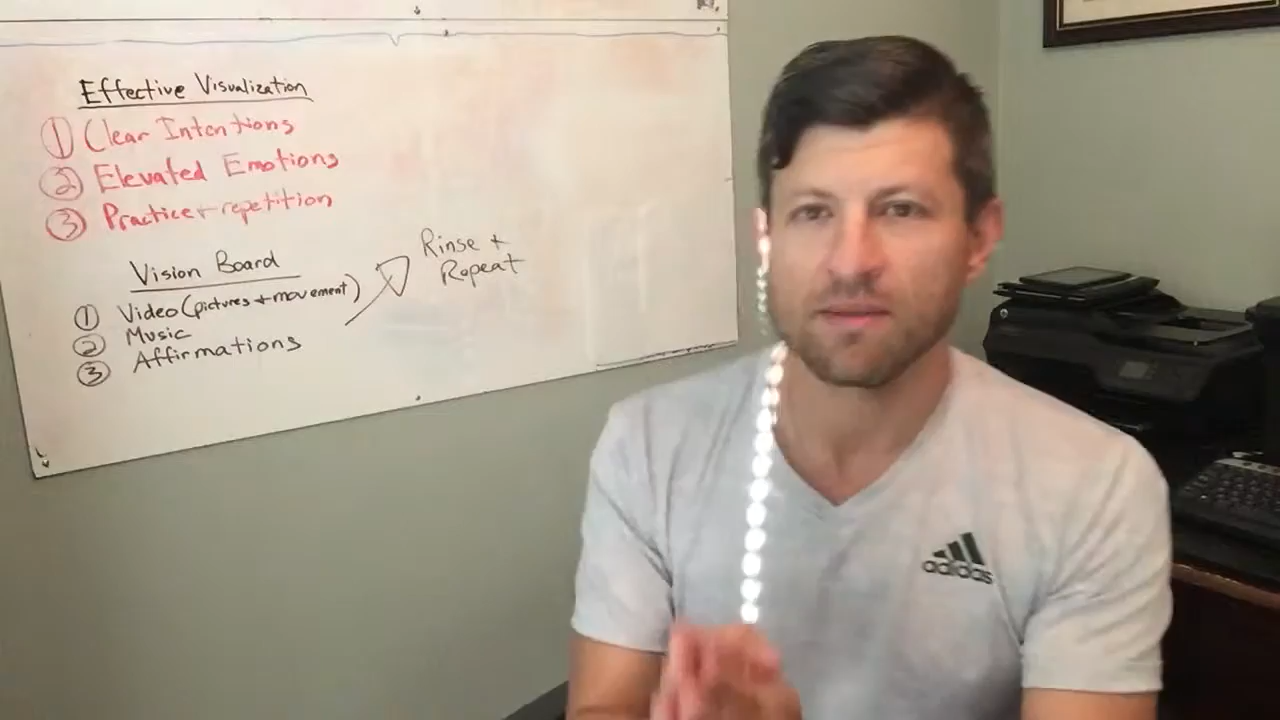 Effective Visualization
① Clear Intentions
② Elevated Emotions
③ Practice + repetition
Vision Board
① Video (pictures + movement)
② Music
③ Affirmations
Rinse +
Repeat
adidas